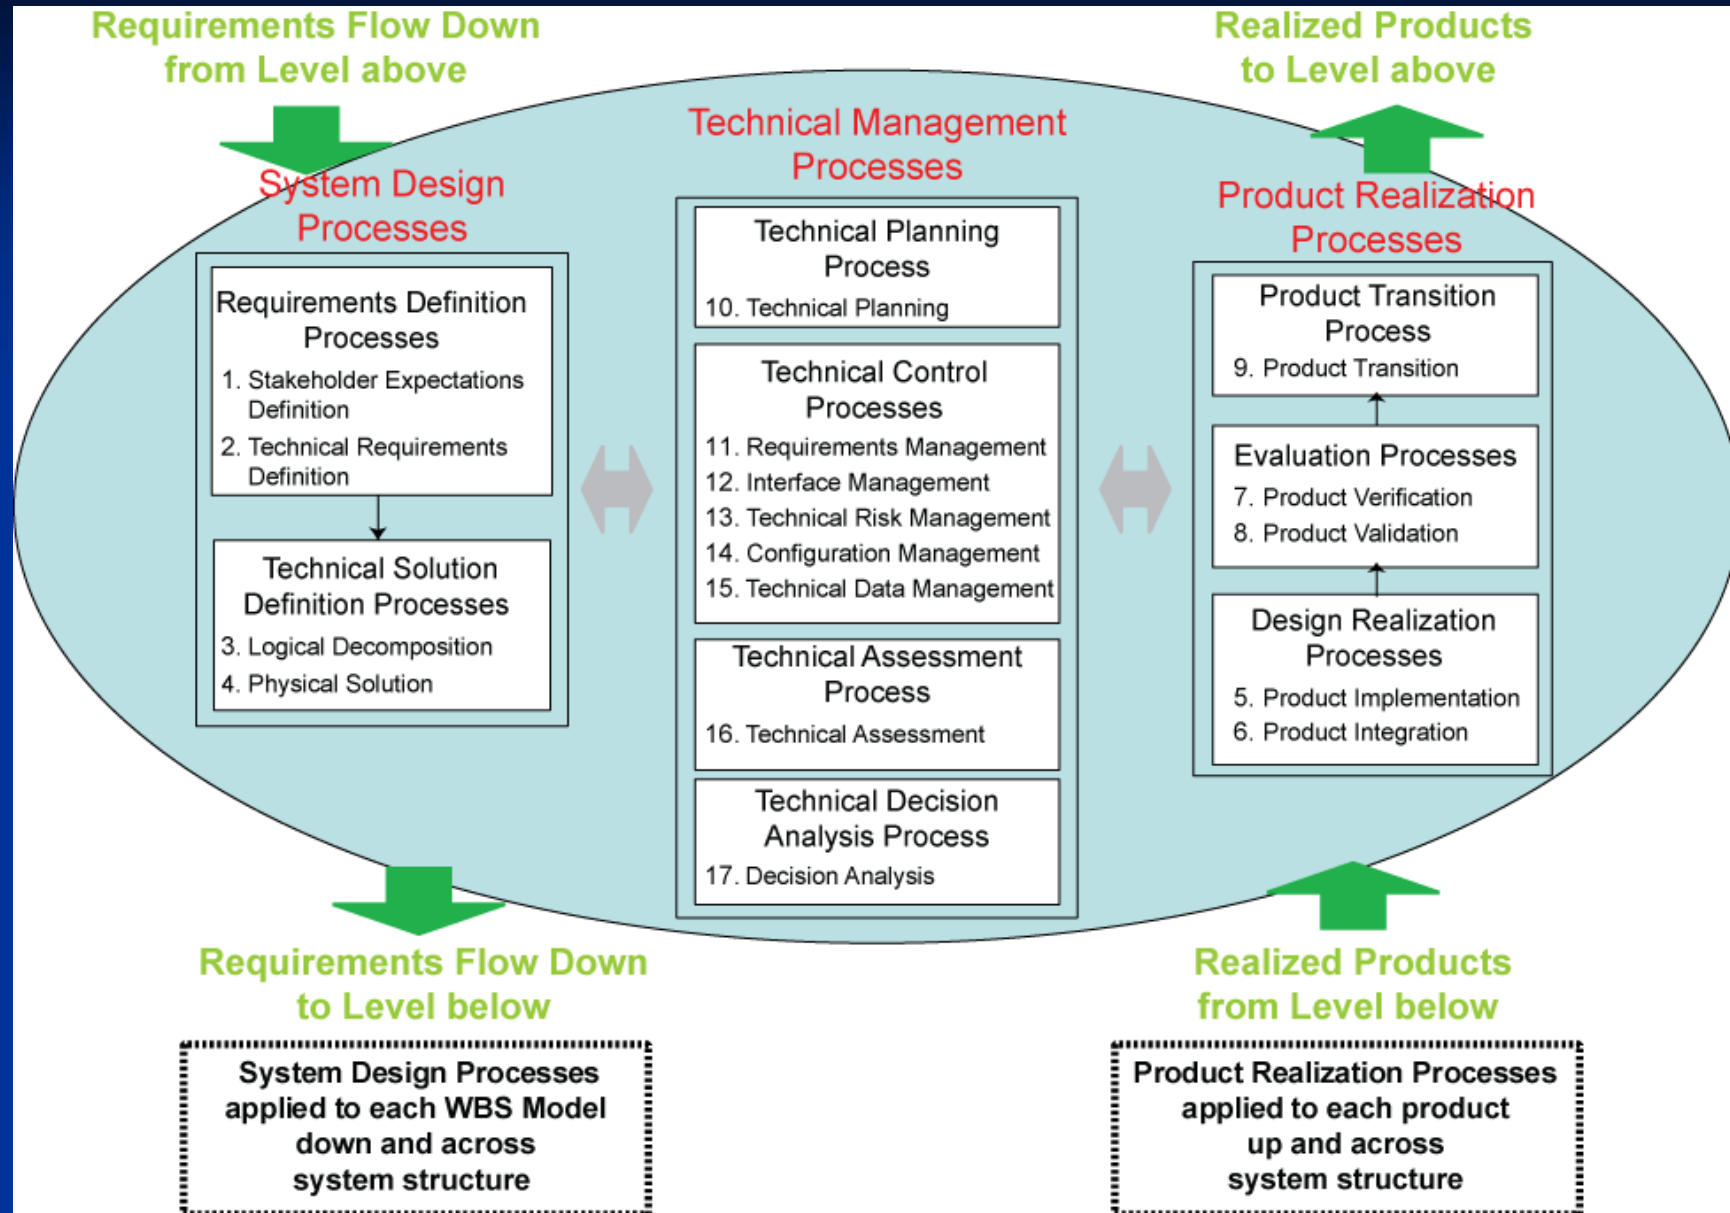 Requirements Flow Down
from Level above
Realized Products
to Level above
System Design
Processes
Requirements Definition
Processes
1. Stakeholder Expectations
Definition
2. Technical Requirements
Definition
Technical Solution
Definition Processes
3. Logical Decomposition
4. Physical Solution
Technical Management
Processes
Technical Planning
Process
10. Technical Planning
Technical Control
Processes
11. Requirements Management
12. Interface Management
13. Technical Risk Management
14. Configuration Management
15. Technical Data Management
Technical Assessment
Process
16. Technical Assessment
Technical Decision
Analysis Process
17. Decision Analysis
Product Realization
Processes
Product Transition
Process
9. Product Transition
Evaluation Processes
7. Product Verification
8. Product Validation
Design Realization
Processes
5. Product Implementation
6. Product Integration
Requirements Flow Down
to Level below
Realized Products
from Level below
System Design Processes
applied to each WBS Model
down and across
system structure
Product Realization Processes
applied to each product
up and across
system structure